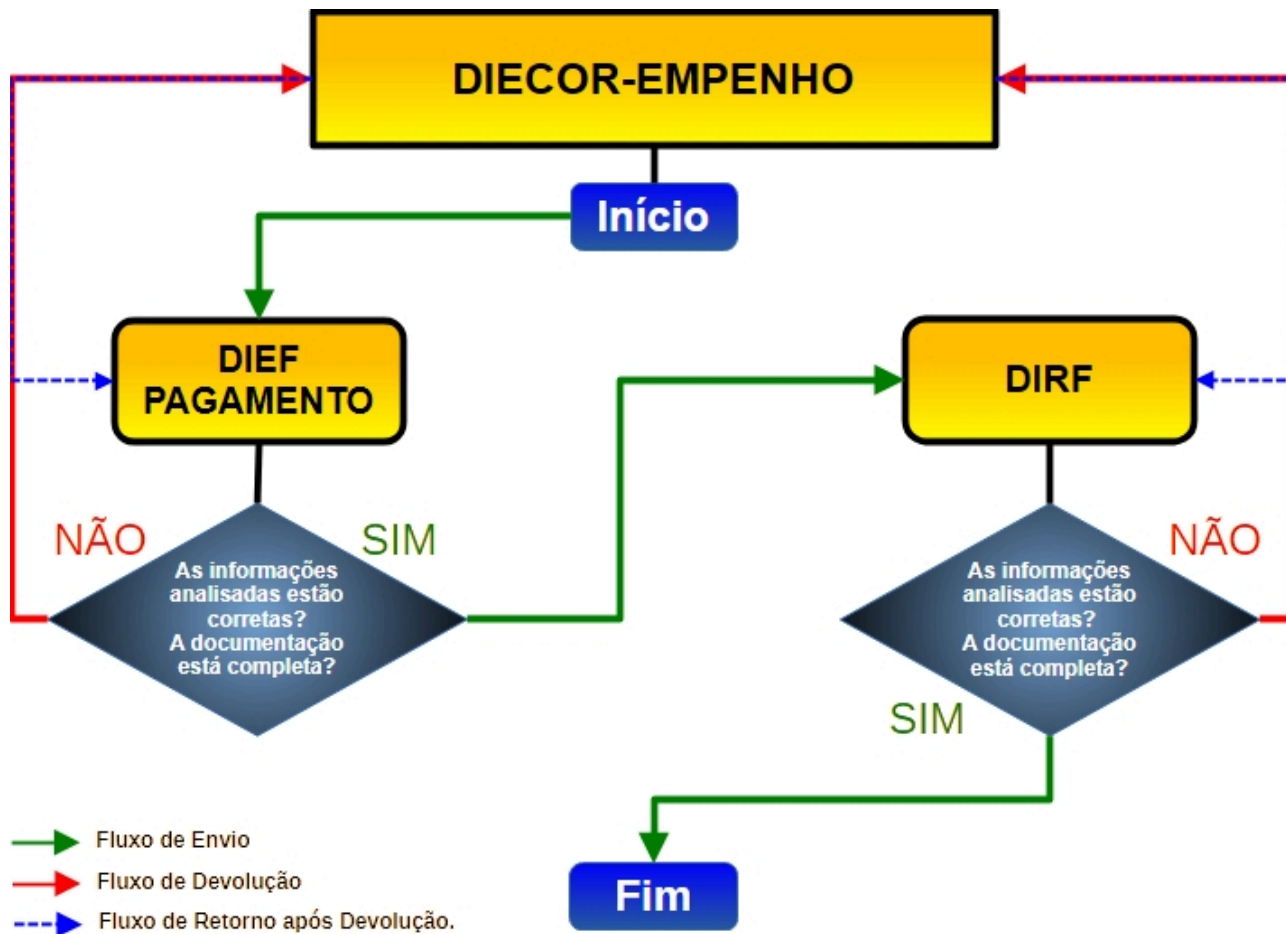 DIECOR-EMPENHO
Início
DIEF
PAGAMENTO
DIRF
NÃO
SIM
As informações
analisadas estão
corretas?
A documentação
está completa?
NÃO
As informações
analisadas estão
corretas?
A documentação
está completa?
SIM
Fluxo de Envio
Fluxo de Devolução
Fluxo de Retorno após Devolução.
Fim